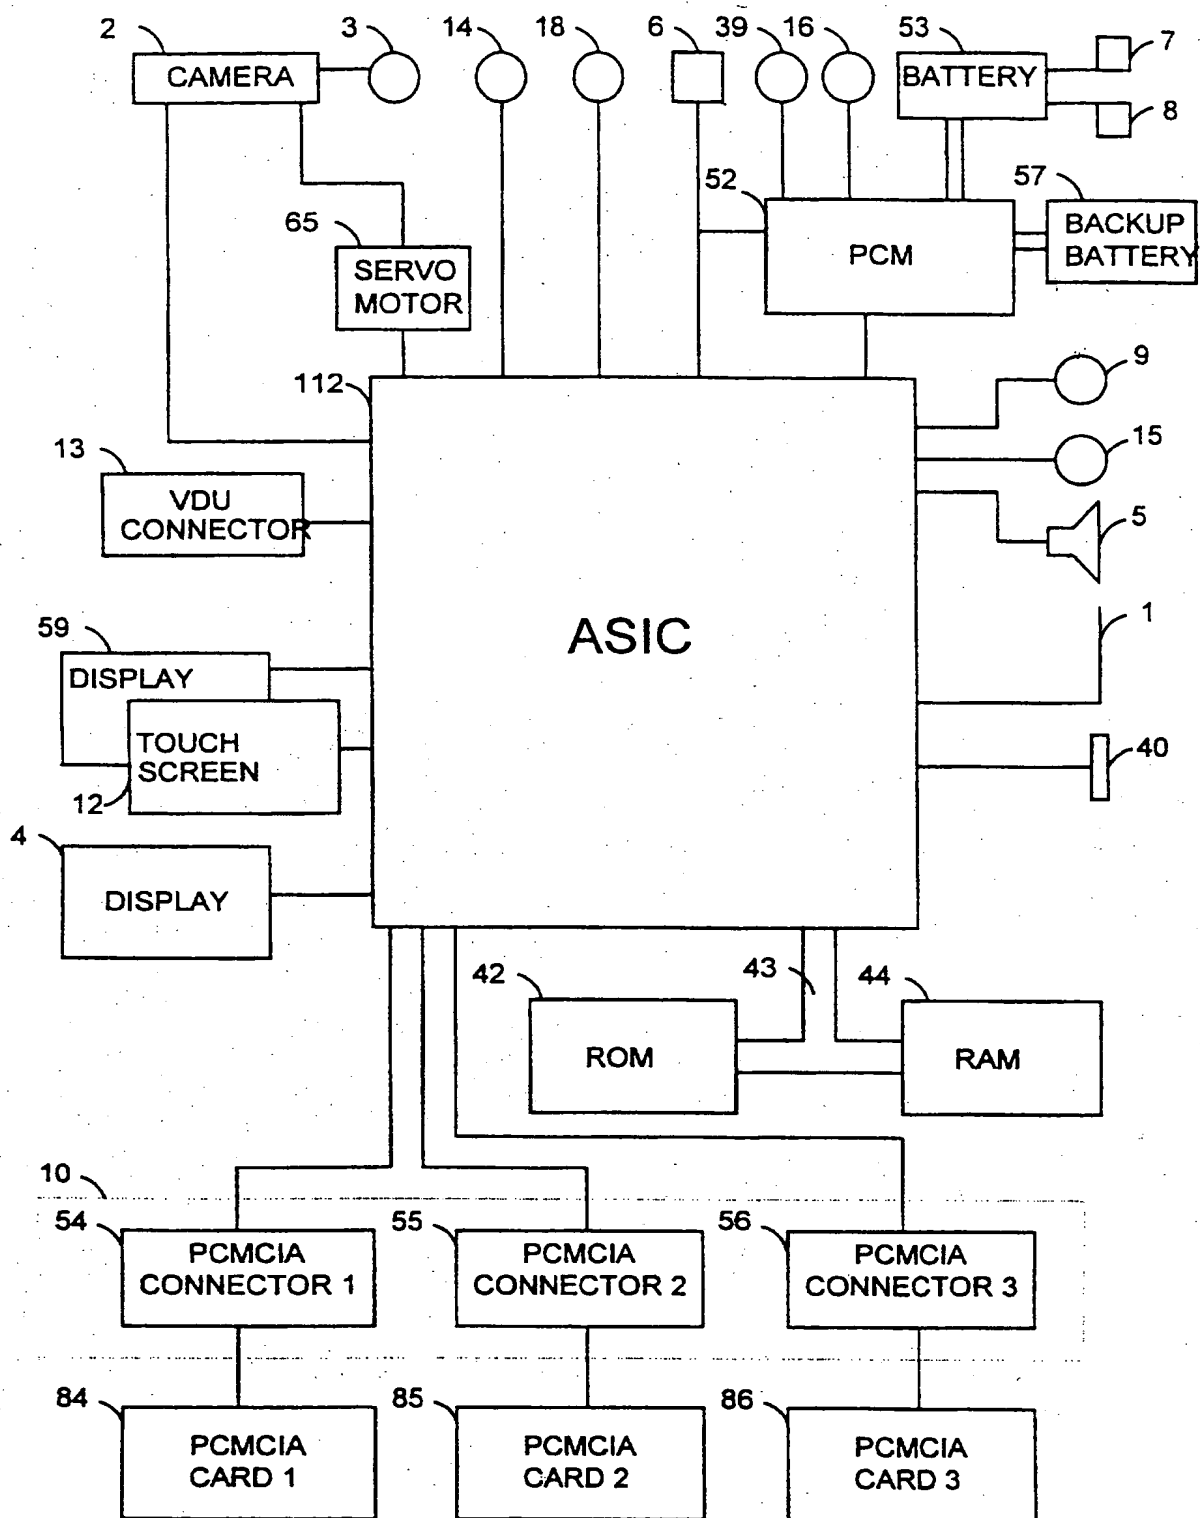 2 3 14 18 6 39 16 53 7
CAMERA
BATTERY
8
52 57
65
BACKUP
BATTERY
PCM
SERVO
MOTOR
112
9
13
15
VDU
CONNECTOR
5
ASIC
59
1
DISPLAY
TOUCH
SCREEN
40
12
4
DISPLAY
42 43 44
ROM
RAM
10
54 55 56
PCMCIA
CONNECTOR 1
PCMCIA
CONNECTOR 2
PCMCIA
CONNECTOR 3
84 85 86
PCMCIA
CARD 1
PCMCIA
CARD 2
PCMCIA
CARD 3